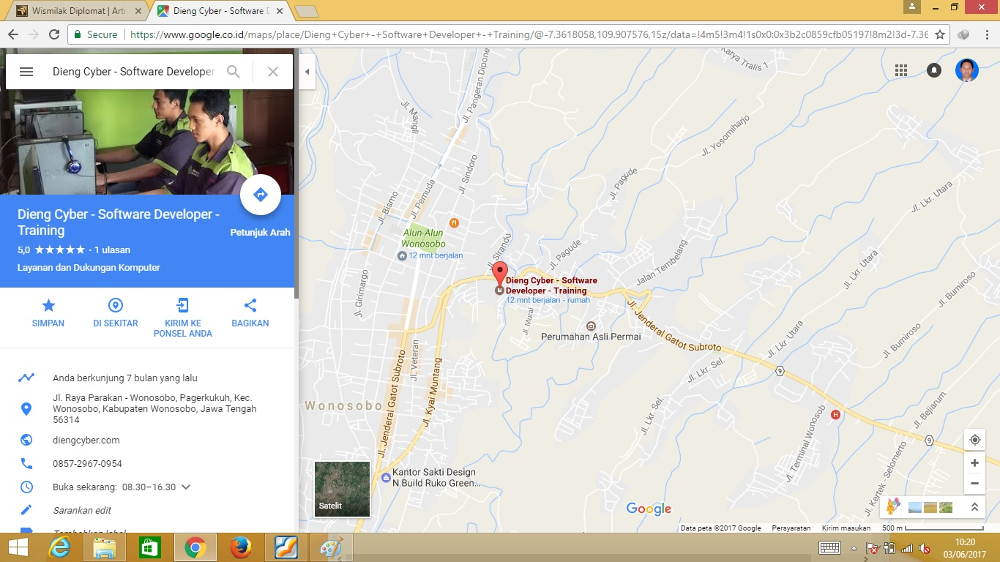 Wismilak Diplomat | Arti
Dieng Cyber - Software D
Secure
https://www.google.co.id/maps/place/Dieng+Cyber+-+Software+Developer+-+Training/@-7.3618058,109.907576,15z/data=!4m5!3m4!1s0x0:0x3b2c0859cfb05197!8m2!3d-7.36
Dieng Cyber - Software Developer
Dieng Cyber - Software Developer -
Training
Petunjuk Arah
5,0 ★★★★★ · 1 ulasan
Layanan dan Dukungan Komputer
SIMPAN
DI SEKITAR
KIRIM KE
PONSEL ANDA
BAGIKAN
Anda berkunjung 7 bulan yang lalu
Jl. Raya Parakan - Wonosobo, Pagerkukuh, Kec.
Wonosobo, Kabupaten Wonosobo, Jawa Tengah
56314
diengcyber.com
0857-2967-0954
Buka sekarang: 08.30–16.30
Sarankan edit
Tambahkan label
Karya Tralis 1
Jl. Pangeran Dipone
Jl. Mangli
Jl. Yosomiharjo
Jl. Sindoro
Jl. Pemuda
Jl. Bismo
Jl. Pagude
Jl. Lkr. Utara
Alun-Alun
Wonosobo
12 mnt berjalan
Jl. Sirandu
Jl. Pagude
Jalan Tembelang
Jl. Lkr. Utara
Jl. Girimargo
Dieng Cyber - Software
Developer - Training
12 mnt berjalan - rumah
Jl. Bumiroso
Jl. Murai
Jl. Jenderal Gatot Subroto
Perumahan Asli Permai
Jl. Lkr. Utara
Jl. Bumiroso
Jl. Veteran
Jl. Lkr. Sel.
9
Wonosobo
Jl. Jenderal Gatot Subroto
Jl. Kyai Muntang
Jl. Lkr. Sel.
H
Jl. Terminal Wonosob
Jl. Bejiarum
9
Jl. Kertek - Selomerto
Kantor Sakti Design
N Build Ruko Green...
Satelit
Google
Data peta ©2017 Google
Persyaratan
Kirim masukan
500 m
10:20
03/06/2017